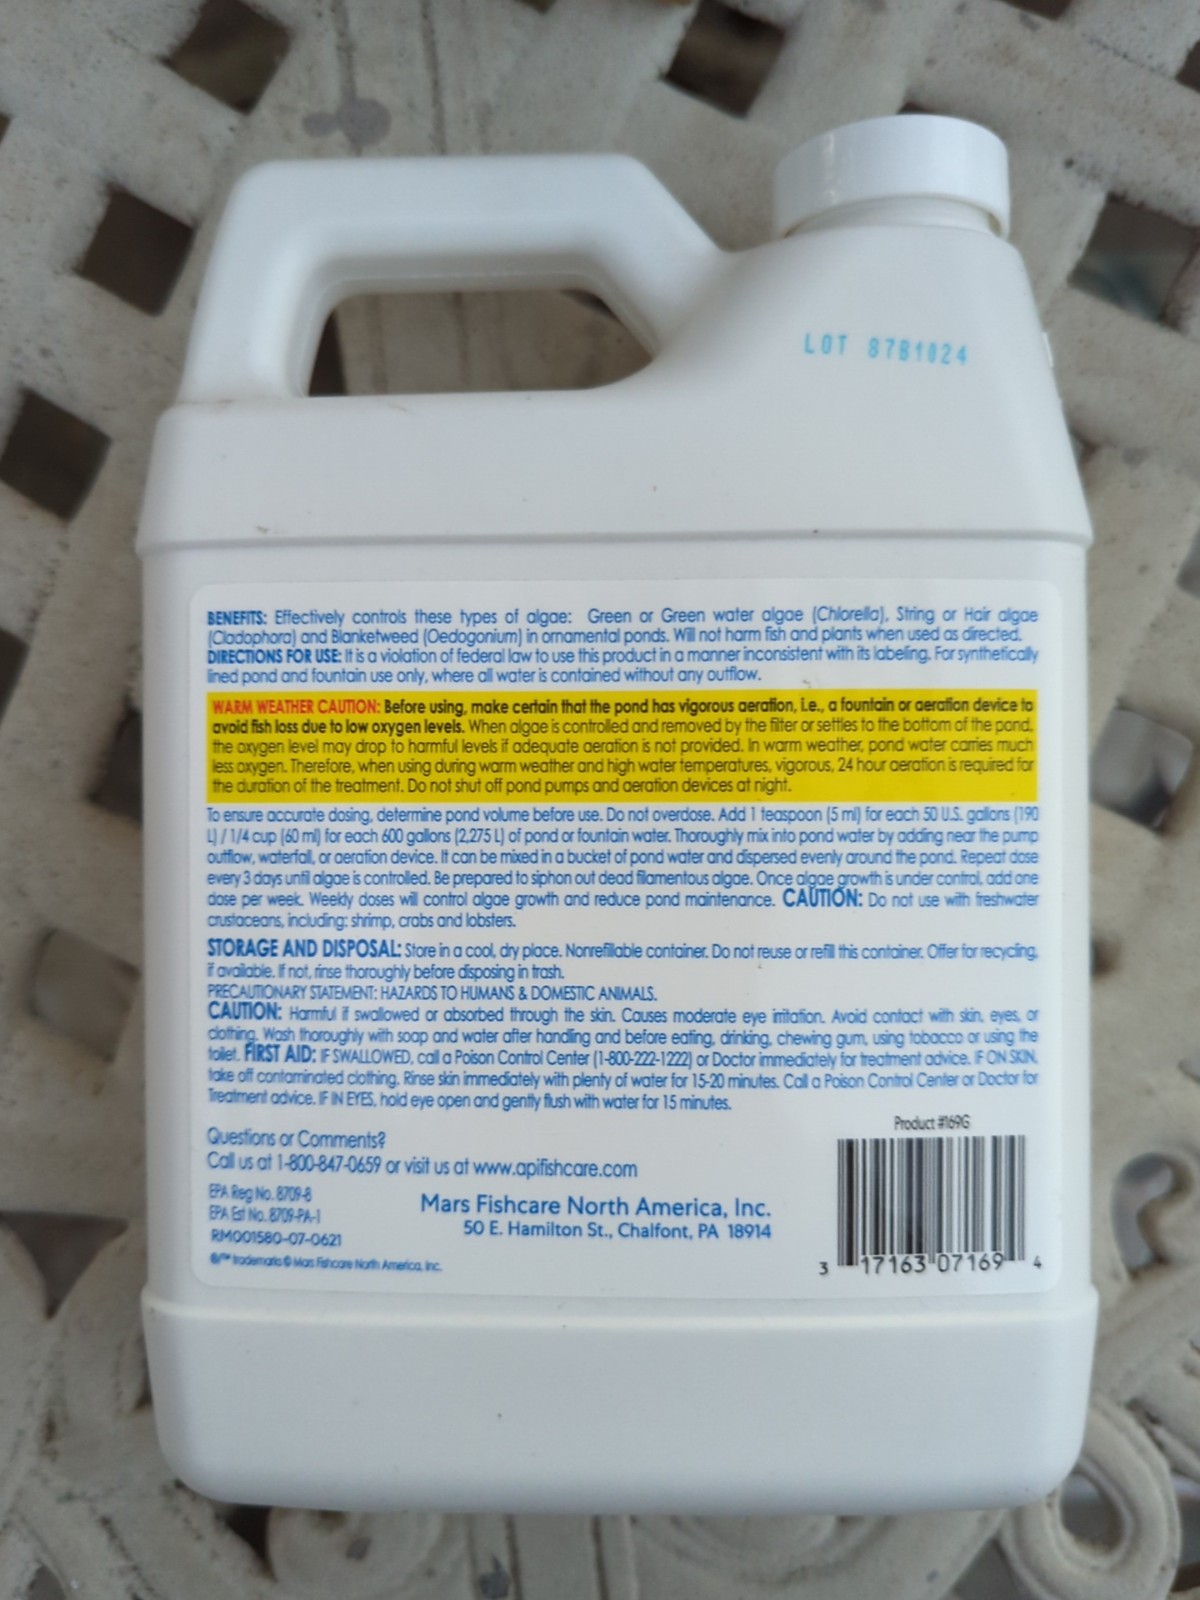 LOT 87B1024
BENEFITS: Effectively controls these types of algae: Green or Green water algae (Chlorella), String or Hair algae
(Cladophora) and Blanketweed (Oedogonium) in ornamental ponds. Will not harm fish and plants when used as directed.
DIRECTIONS FOR USE: It is a violation of federal law to use this product in a manner inconsistent with its labeling. For synthetically
lined pond and fountain use only, where all water is contained without any outflow.
WARM WEATHER CAUTION: Before using, make certain that the pond has vigorous aeration, i.e., a fountain or aeration device to
avoid fish loss due to low oxygen levels. When algae is controlled and removed by the filter or settles to the bottom of the pond,
the oxygen level may drop to harmful levels if adequate aeration is not provided. In warm weather, pond water carries much
less oxygen. Therefore, when using during warm weather and high water temperatures, vigorous, 24 hour aeration is required for
the duration of the treatment. Do not shut off pond pumps and aeration devices at night.
To ensure accurate dosing, determine pond volume before use. Do not overdose. Add 1 teaspoon (5 ml) for each 50 U.S. gallons (190
L) / 1/4 cup (60 ml) for each 600 gallons (2,275 L) of pond or fountain water. Thoroughly mix into pond water by adding near the pump
outflow, waterfall, or aeration device. It can be mixed in a bucket of pond water and dispersed evenly around the pond. Repeat dose
every 3 days until algae is controlled. Be prepared to siphon out dead filamentous algae. Once algae growth is under control, add one
dose per week. Weekly doses will control algae growth and reduce pond maintenance. CAUTION: Do not use with freshwater
crustaceans, including: shrimp, crabs and lobsters.
STORAGE AND DISPOSAL: Store in a cool, dry place. Nonrefillable container. Do not reuse or refill this container. Offer for recycling,
if available. If not, rinse thoroughly before disposing in trash.
PRECAUTIONARY STATEMENT: HAZARDS TO HUMANS & DOMESTIC ANIMALS.
CAUTION: Harmful if swallowed or absorbed through the skin. Causes moderate eye irritation. Avoid contact with skin, eyes, or
clothing. Wash thoroughly with soap and water after handling and before eating, drinking, chewing gum, using tobacco or using the
toilet. FIRST AID: IF SWALLOWED, call a Poison Control Center (1-800-222-1222) or Doctor immediately for treatment advice. IF ON SKIN,
take off contaminated clothing. Rinse skin immediately with plenty of water for 15-20 minutes. Call a Poison Control Center or Doctor for
Treatment advice. IF IN EYES, hold eye open and gently flush with water for 15 minutes.
Product #169G
Questions or Comments?
Call us at 1-800-847-0659 or visit us at www.apifishcare.com
EPA Reg No. 8709-8
EPA Est No. 8709-PA-1
RM001580-07-0621
®/™ trademarks © Mars Fishcare North America, Inc.
Mars Fishcare North America, Inc.
50 E. Hamilton St., Chalfont, PA 18914
3 17163 07169 4